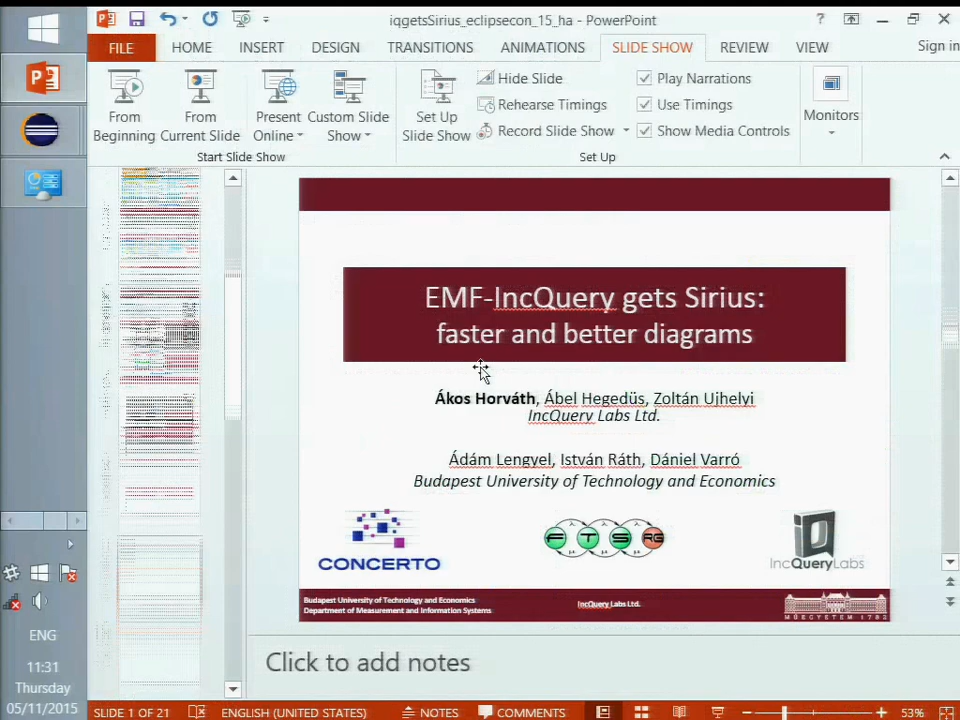 iqgetsSirius_eclipsecon_15_ha - PowerPoint
FILE HOME INSERT DESIGN TRANSITIONS ANIMATIONS SLIDE SHOW REVIEW VIEW Sign in
From Beginning
From Current Slide
Present Online
Custom Slide Show
Start Slide Show
Set Up Slide Show
Hide Slide
Rehearse Timings
Record Slide Show
Play Narrations
Use Timings
Show Media Controls
Set Up
Monitors
EMF-IncQuery gets Sirius:
faster and better diagrams
Ákos Horváth, Ábel Hegedüs, Zoltán Ujhelyi
IncQuery Labs Ltd.
Ádám Lengyel, István Ráth, Dániel Varró
Budapest University of Technology and Economics
CONCERTO
F T S RG
IncQueryLabs
Budapest University of Technology and Economics
Department of Measurement and Information Systems
IncQuery Labs Ltd.
MŰEGYETEM 1782
Click to add notes
ENG
11:31
Thursday
05/11/2015
SLIDE 1 OF 21 ENGLISH (UNITED STATES) NOTES COMMENTS 53%